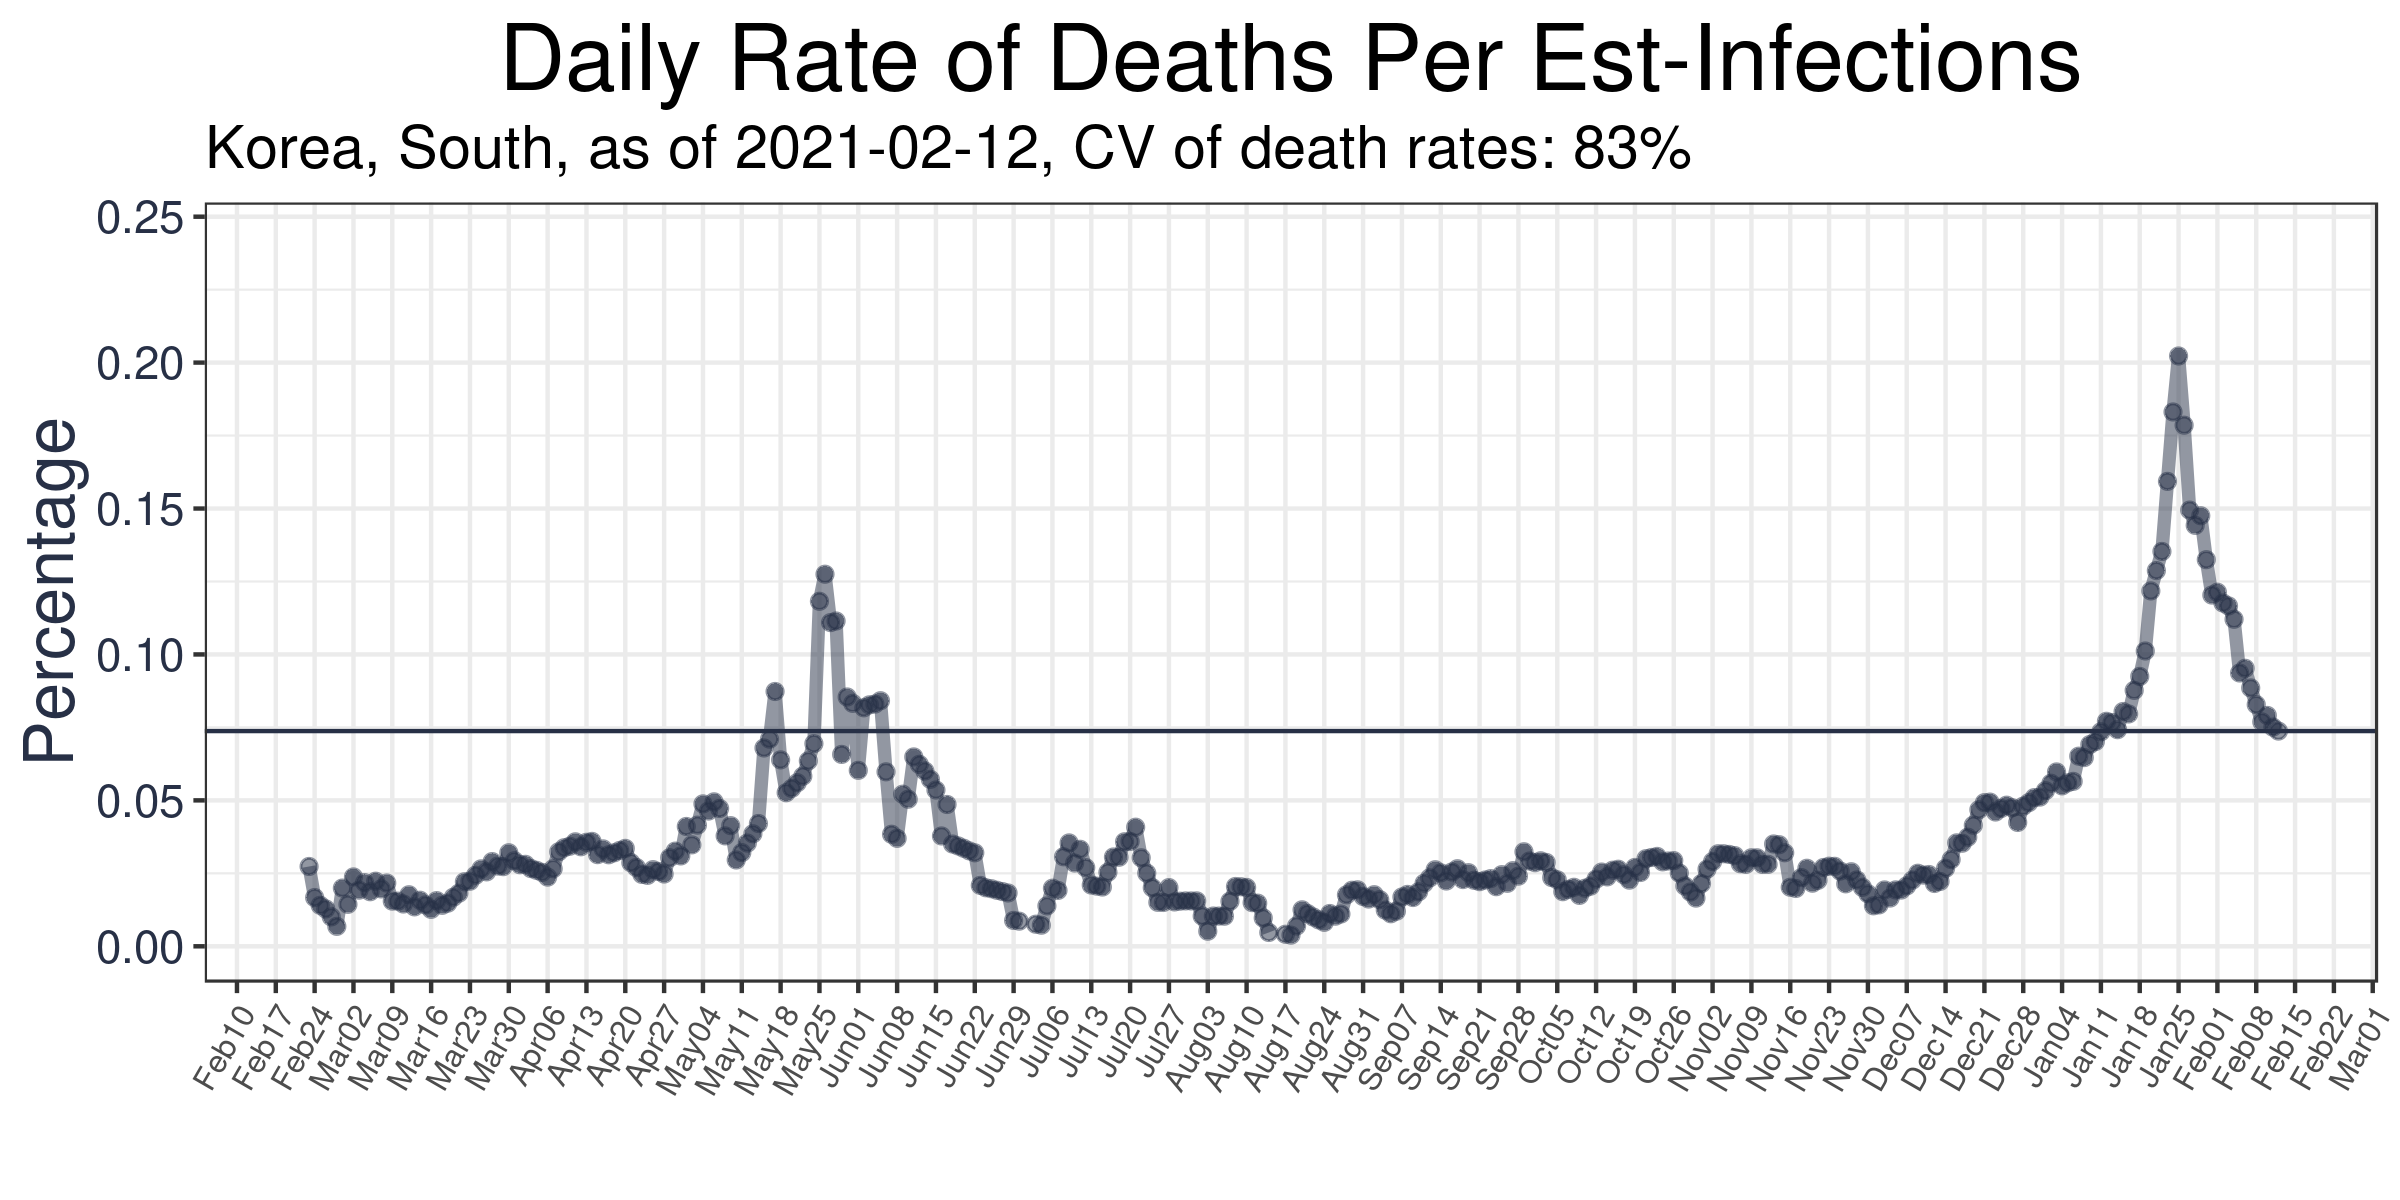 Daily Rate of Deaths Per Est-Infections
Korea, South, as of 2021-02-12, CV of death rates: 83%
Percentage
0.25
0.20
0.15
0.10
0.05
0.00
Feb10
Feb17
Feb24
Mar02
Mar09
Mar16
Mar23
Mar30
Apr06
Apr13
Apr20
Apr27
May04
May11
May18
May25
Jun01
Jun08
Jun15
Jun22
Jun29
Jul06
Jul13
Jul20
Jul27
Aug03
Aug10
Aug17
Aug24
Aug31
Sep07
Sep14
Sep21
Sep28
Oct05
Oct12
Oct19
Oct26
Nov02
Nov09
Nov16
Nov23
Nov30
Dec07
Dec14
Dec21
Dec28
Jan04
Jan11
Jan18
Jan25
Feb01
Feb08
Feb15
Feb22
Mar01